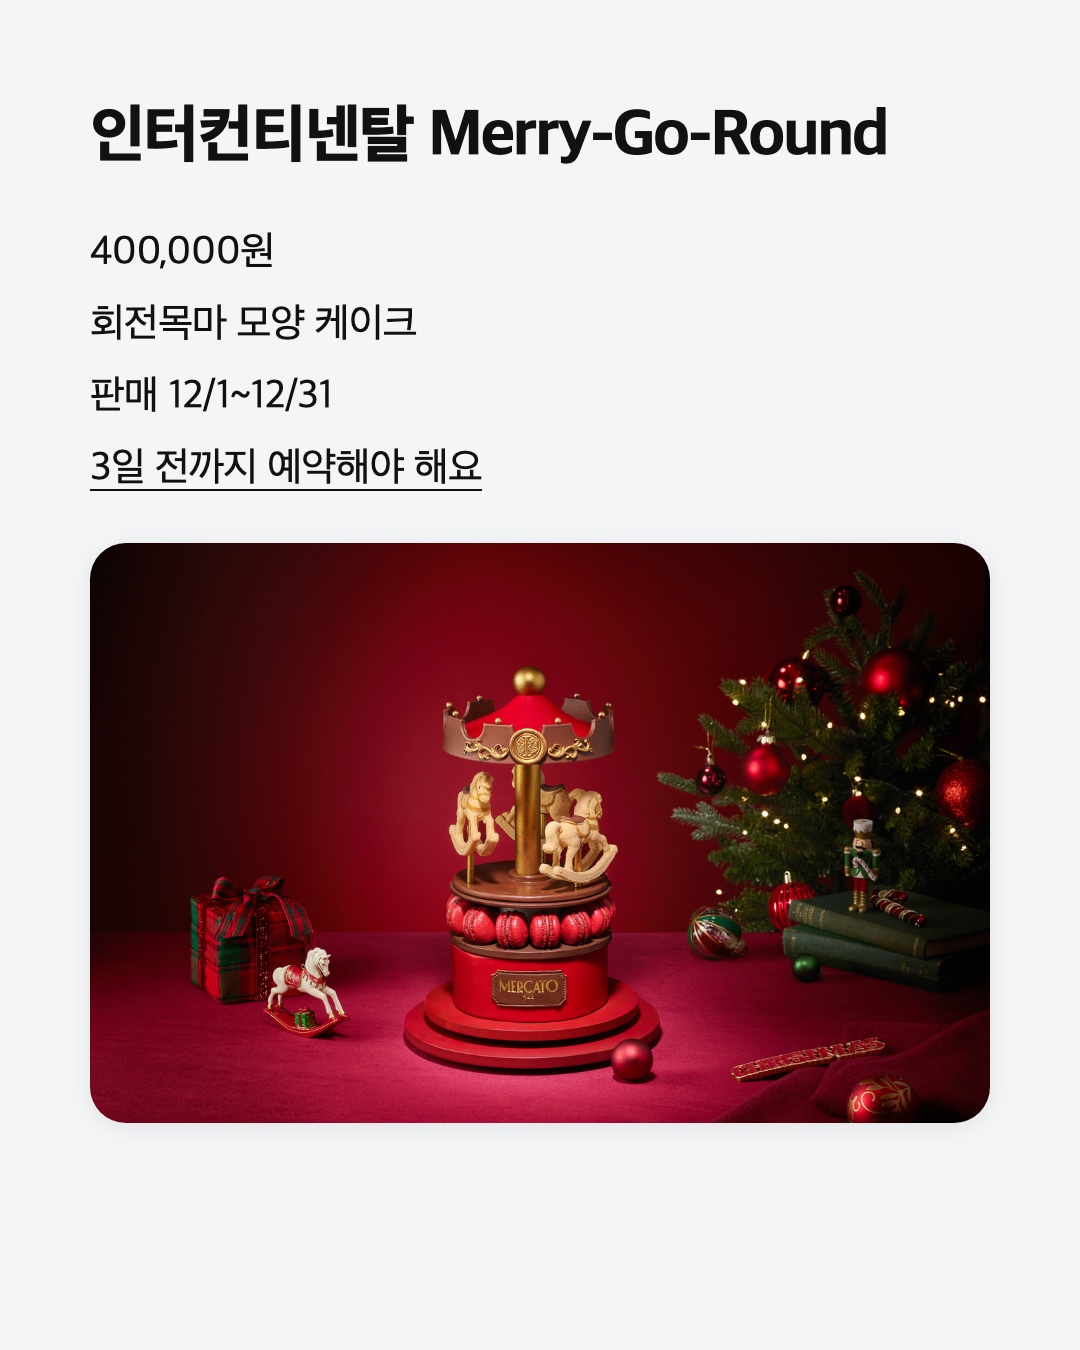 인터컨티넨탈 Merry-Go-Round
400,000원
회전목마 모양 케이크
판매 12/1~12/31
3일 전까지 예약해야 해요
MERCATO
521
CHRISTMAS